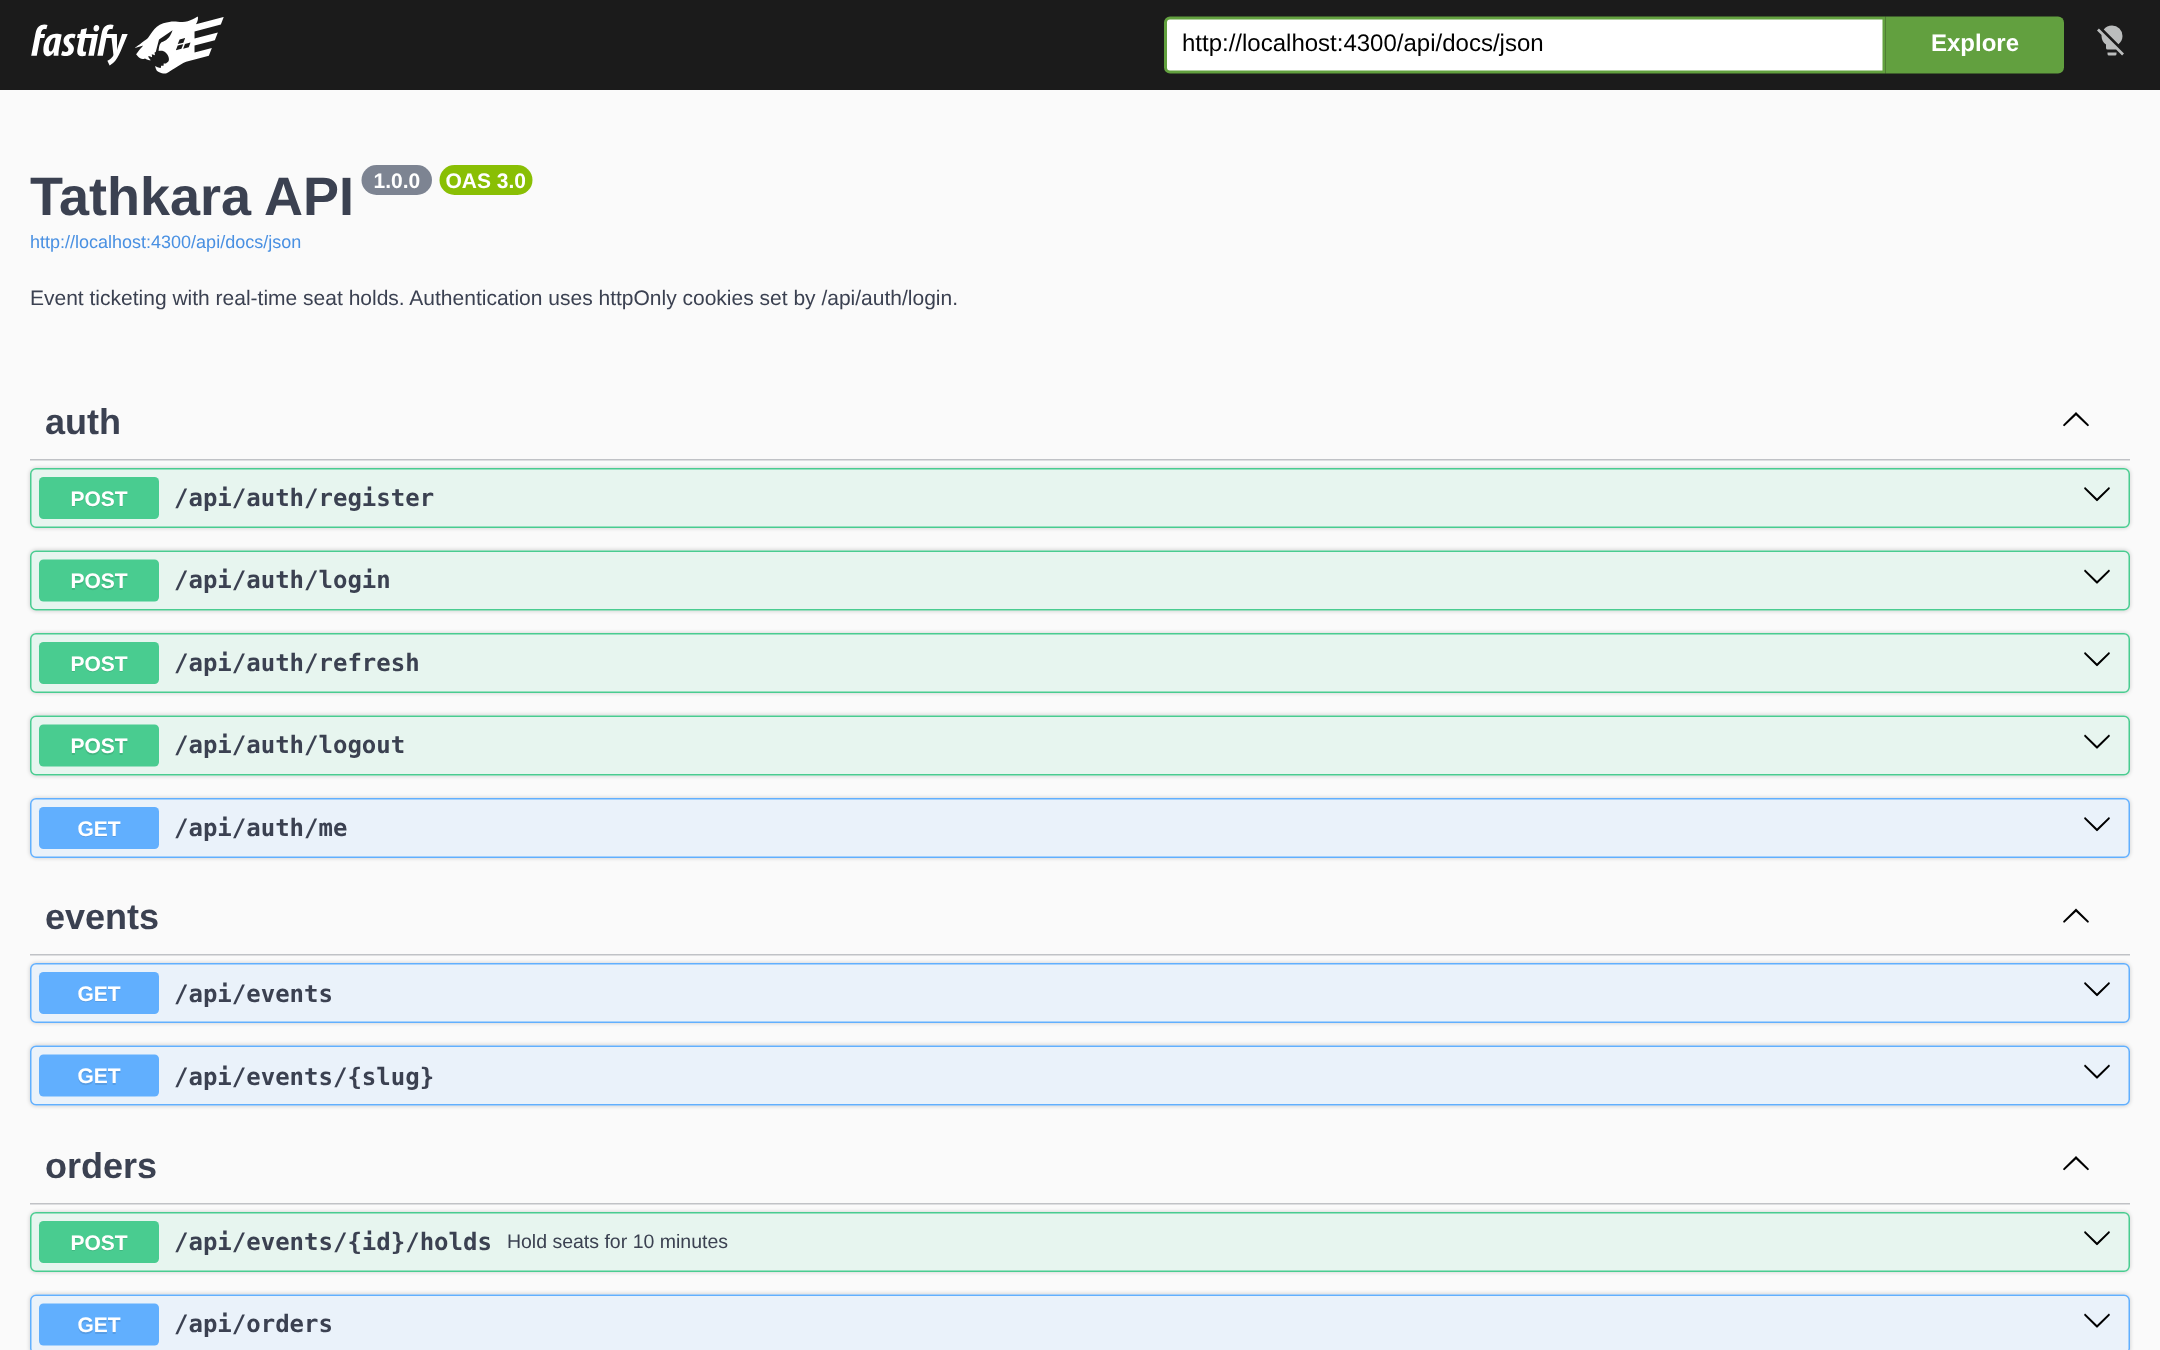 fastify
http://localhost:4300/api/docs/json
Explore
Tathkara API 1.0.0 OAS 3.0
http://localhost:4300/api/docs/json
Event ticketing with real-time seat holds. Authentication uses httpOnly cookies set by /api/auth/login.
auth
POST /api/auth/register
POST /api/auth/login
POST /api/auth/refresh
POST /api/auth/logout
GET /api/auth/me
events
GET /api/events
GET /api/events/{slug}
orders
POST /api/events/{id}/holds Hold seats for 10 minutes
GET /api/orders